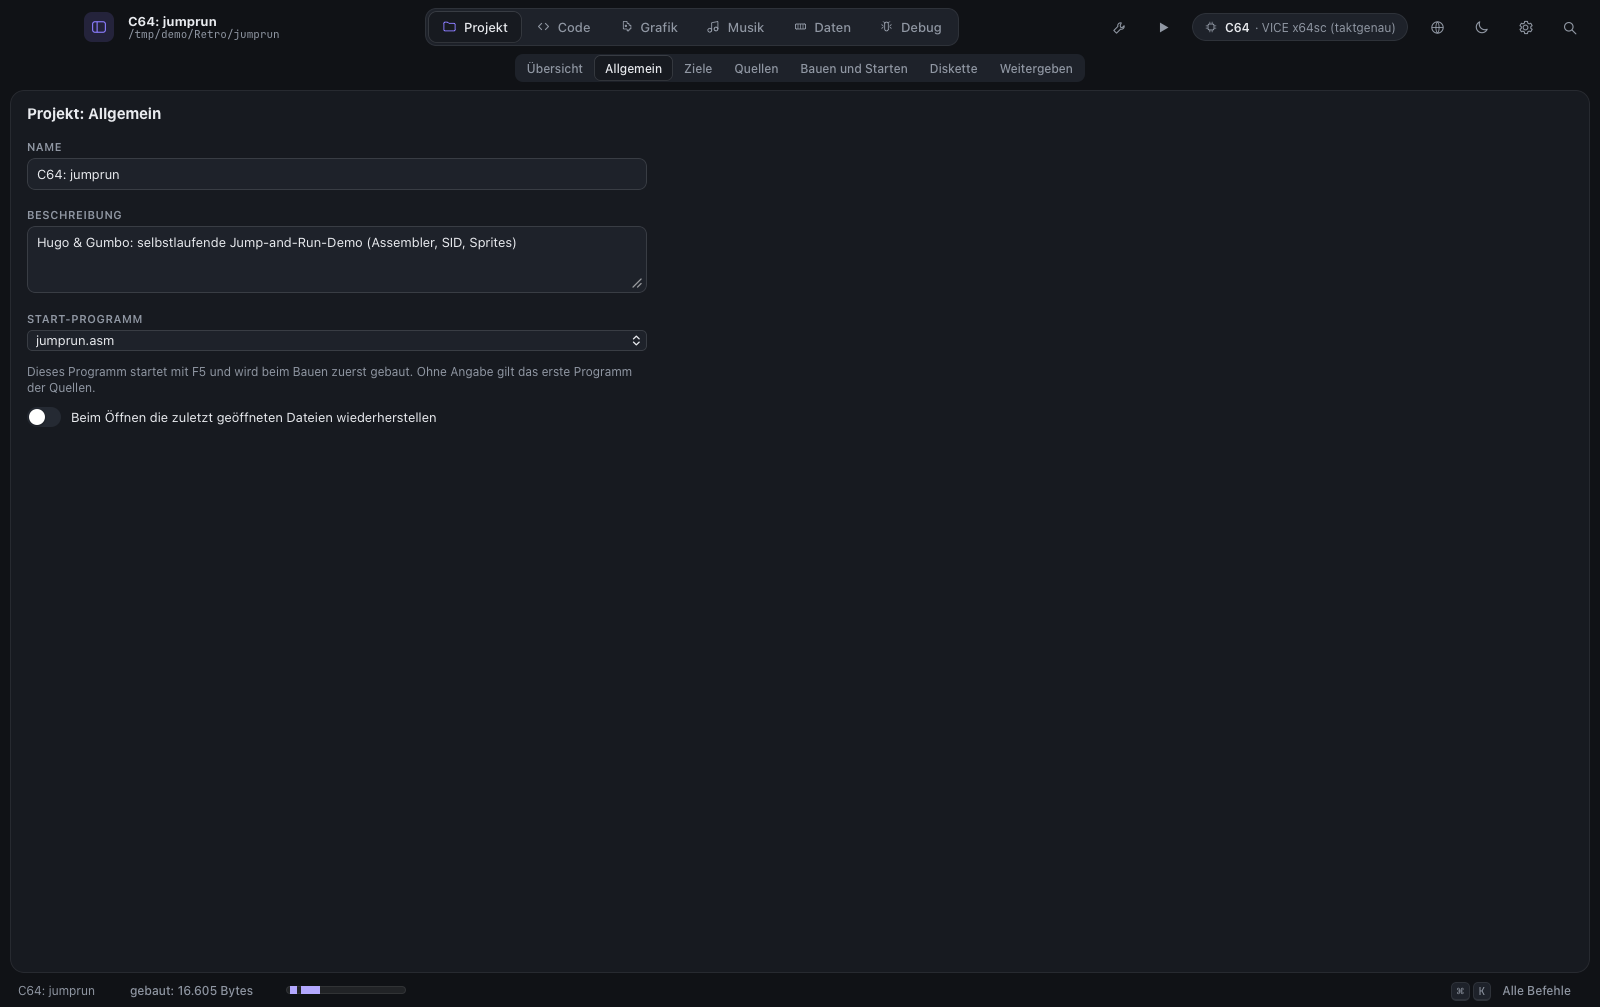 C64: jumprun
/tmp/demo/Retro/jumprun
Projekt
Code
Grafik
Musik
Daten
Debug
C64 · VICE x64sc (taktgenau)
Übersicht
Allgemein
Ziele
Quellen
Bauen und Starten
Diskette
Weitergeben
Projekt: Allgemein
NAME
C64: jumprun
BESCHREIBUNG
Hugo & Gumbo: selbstlaufende Jump-and-Run-Demo (Assembler, SID, Sprites)
START-PROGRAMM
jumprun.asm
Dieses Programm startet mit F5 und wird beim Bauen zuerst gebaut. Ohne Angabe gilt das erste Programm
der Quellen.
Beim Öffnen die zuletzt geöffneten Dateien wiederherstellen
C64: jumprun
gebaut: 16.605 Bytes
⌘ K Alle Befehle